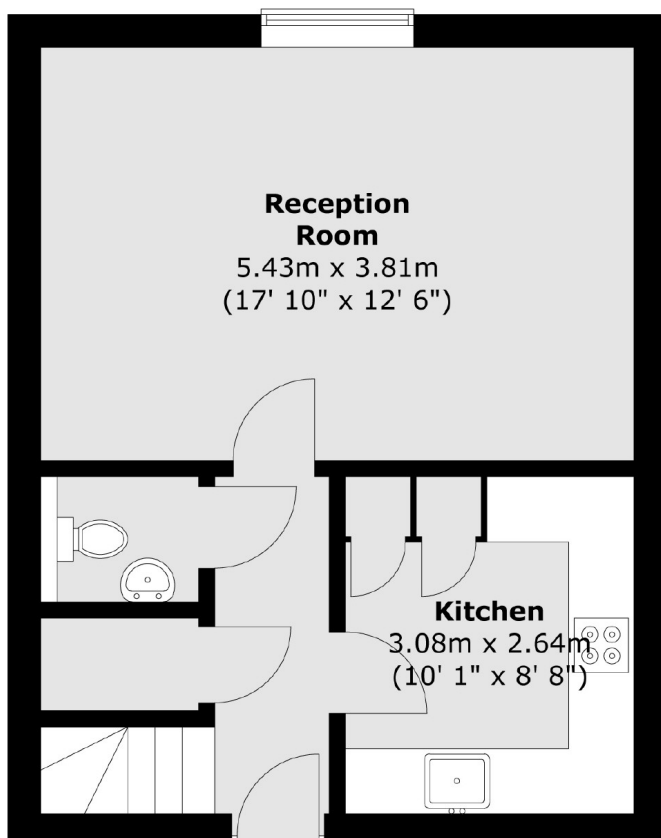 Reception
Room
5.43m x 3.81m
(17' 10" x 12' 6")
Kitchen
3.08m x 2.64m
(10' 1" x 8' 8")